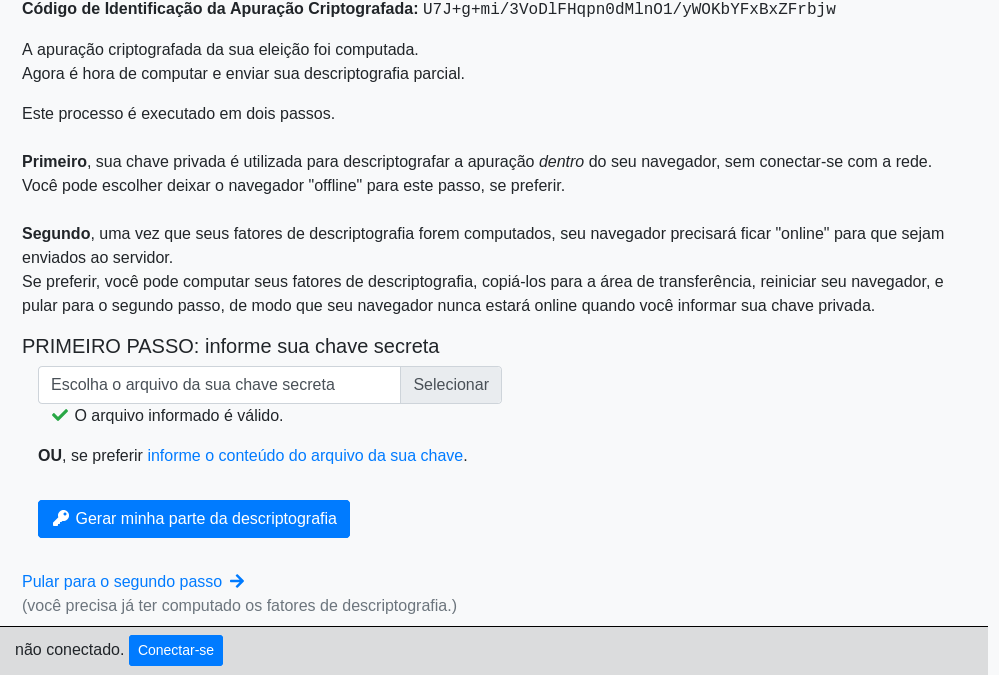 Código de Identificação da Apuração Criptografada: U7J+g+mi/3VoDlFHqpn0dMlnO1/yWOKbYFxBxZFrbjw
A apuração criptografada da sua eleição foi computada.
Agora é hora de computar e enviar sua descriptografia parcial.
Este processo é executado em dois passos.
Primeiro, sua chave privada é utilizada para descriptografar a apuração dentro do seu navegador, sem conectar-se com a rede.
Você pode escolher deixar o navegador "offline" para este passo, se preferir.
Segundo, uma vez que seus fatores de descriptografia forem computados, seu navegador precisará ficar "online" para que sejam
enviados ao servidor.
Se preferir, você pode computar seus fatores de descriptografia, copiá-los para a área de transferência, reiniciar seu navegador, e
pular para o segundo passo, de modo que seu navegador nunca estará online quando você informar sua chave privada.
PRIMEIRO PASSO: informe sua chave secreta
Escolha o arquivo da sua chave secreta Selecionar
O arquivo informado é válido.
OU, se preferir informe o conteúdo do arquivo da sua chave.
Gerar minha parte da descriptografia
Pular para o segundo passo
(você precisa já ter computado os fatores de descriptografia.)
não conectado. Conectar-se